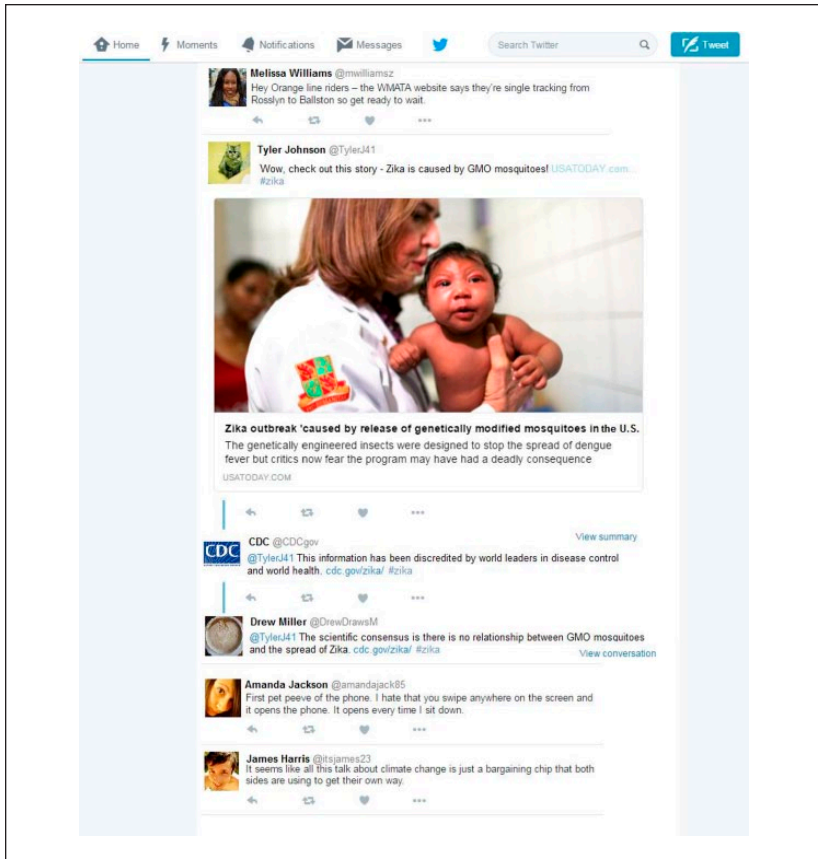 Home Moments Notifications Messages Search Twitter Tweet
Melissa Williams @mwilliamsz
Hey Orange line riders – the WMATA website says they're single tracking from
Rosslyn to Ballston so get ready to wait.
Tyler Johnson @TylerJ41
Wow, check out this story - Zika is caused by GMO mosquitoes! USATODAY.com...
#zika
Zika outbreak 'caused by release of genetically modified mosquitoes in the U.S.
The genetically engineered insects were designed to stop the spread of dengue
fever but critics now fear the program may have had a deadly consequence
USATODAY.COM
View summary
CDC
CDC @CDCgov
@TylerJ41 This information has been discredited by world leaders in disease control
and world health. cdc.gov/zika/ #zika
Drew Miller @DrewDrawsM
@TylerJ41 The scientific consensus is there is no relationship between GMO mosquitoes
and the spread of Zika. cdc.gov/zika/ #zika
View conversation
Amanda Jackson @amandajack85
First pet peeve of the phone. I hate that you swipe anywhere on the screen and
it opens the phone. It opens every time I sit down.
James Harris @itsjames23
It seems like all this talk about climate change is just a bargaining chip that both
sides are using to get their own way.